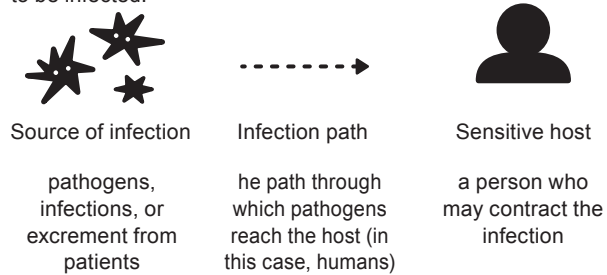 to be infected.
Source of infection
Infection path
Sensitive host
pathogens,
infections, or
excrement from
patients
he path through
which pathogens
reach the host (in
this case, humans)
a person who
may contract the
infection